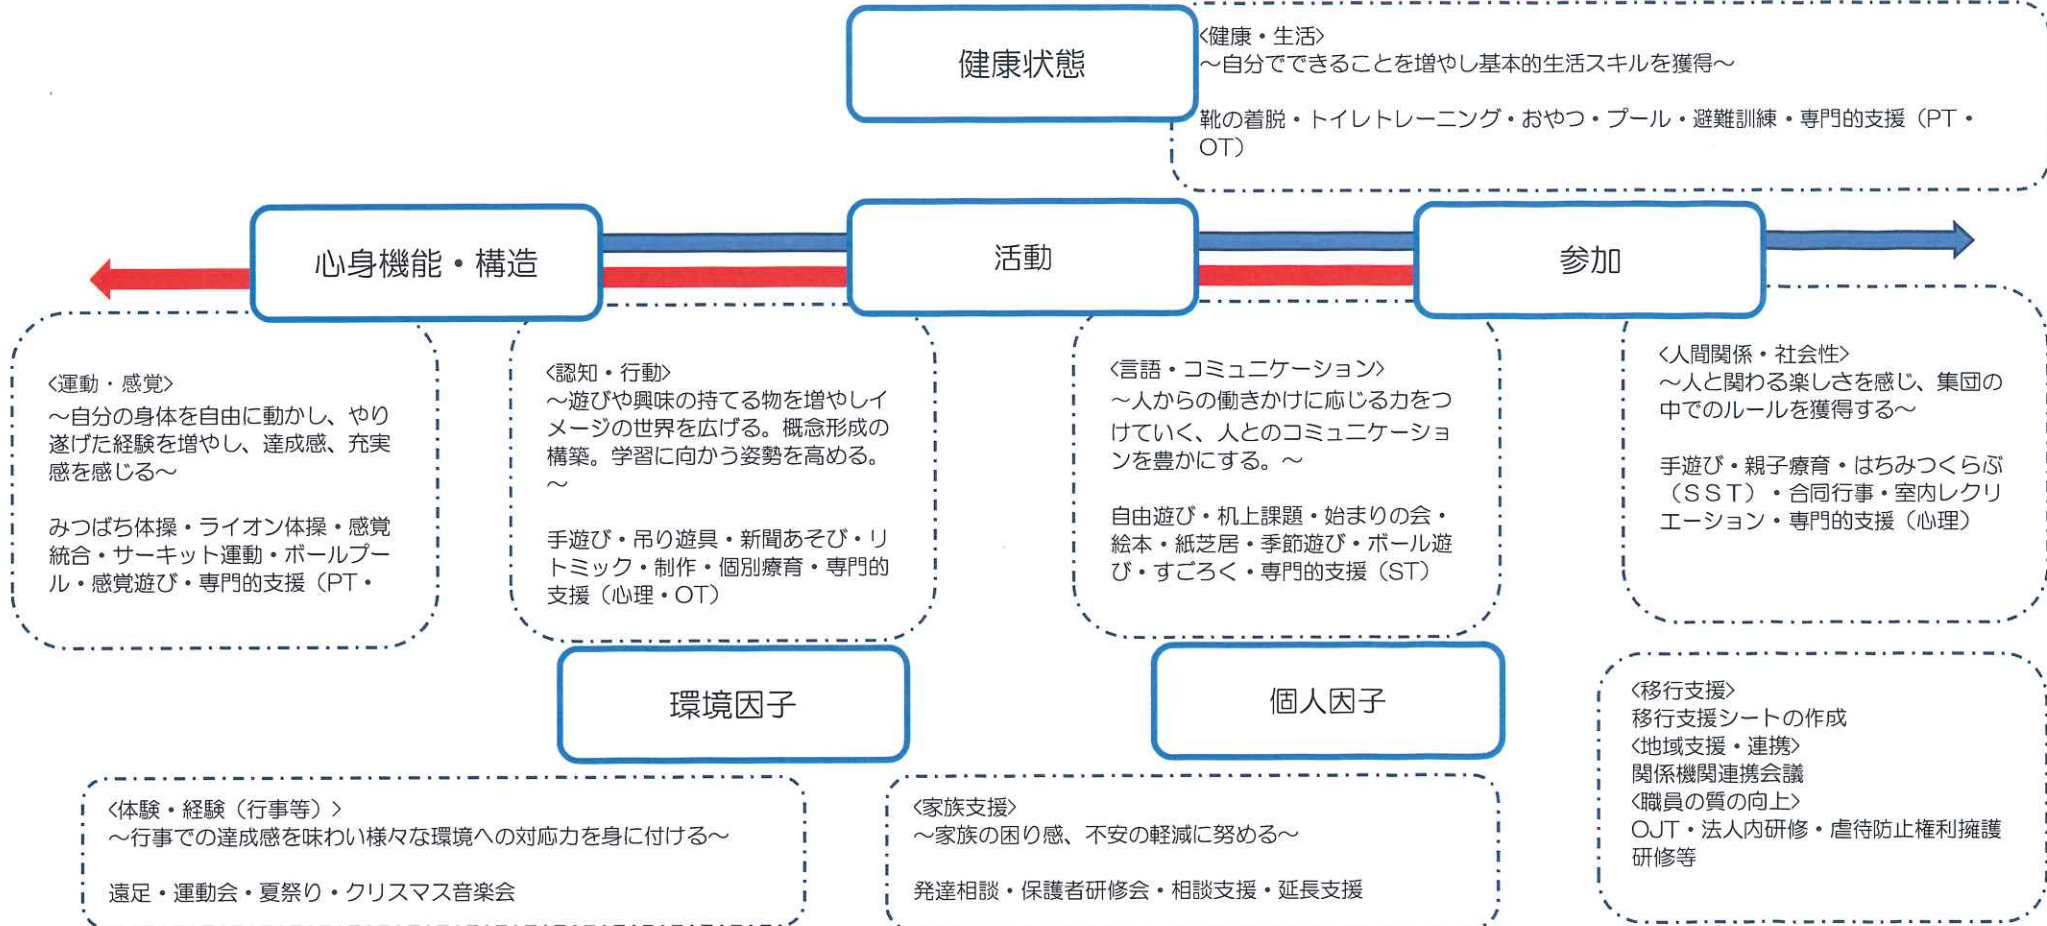 健康状態
〈健康・生活〉
～自分でできることを増やし基本的生活スキルを獲得～
靴の着脱・トイレトレーニング・おやつ・プール・避難訓練・専門的支援（PT・
OT）
心身機能・構造
活動
参加
〈運動・感覚〉
～自分の身体を自由に動かし、やり
遂げた経験を増やし、達成感、充実
感を感じる～
みつばち体操・ライオン体操・感覚
統合・サーキット運動・ボールプー
ル・感覚遊び・専門的支援（PT・
〈認知・行動〉
～遊びや興味の持てる物を増やしイ
メージの世界を広げる。概念形成の
構築。学習に向かう姿勢を高める。
～
手遊び・吊り遊具・新聞あそび・リ
トミック・制作・個別療育・専門的
支援（心理・OT）
〈言語・コミュニケーション〉
～人からの働きかけに応じる力をつ
けていく、人とのコミュニケーショ
ンを豊かにする。～
自由遊び・机上課題・始まりの会・
絵本・紙芝居・季節遊び・ボール遊
び・すごろく・専門的支援（ST）
〈人間関係・社会性〉
～人と関わる楽しさを感じ、集団の
中でのルールを獲得する～
手遊び・親子療育・はちみつくらぶ
（ＳＳＴ）・合同行事・室内レクリ
エーション・専門的支援（心理）
環境因子
個人因子
〈体験・経験（行事等）〉
～行事での達成感を味わい様々な環境への対応力を身に付ける～
遠足・運動会・夏祭り・クリスマス音楽会
〈家族支援〉
～家族の困り感、不安の軽減に努める～
発達相談・保護者研修会・相談支援・延長支援
〈移行支援〉
移行支援シートの作成
〈地域支援・連携〉
関係機関連携会議
〈職員の質の向上〉
OJT・法人内研修・虐待防止権利擁護
研修等